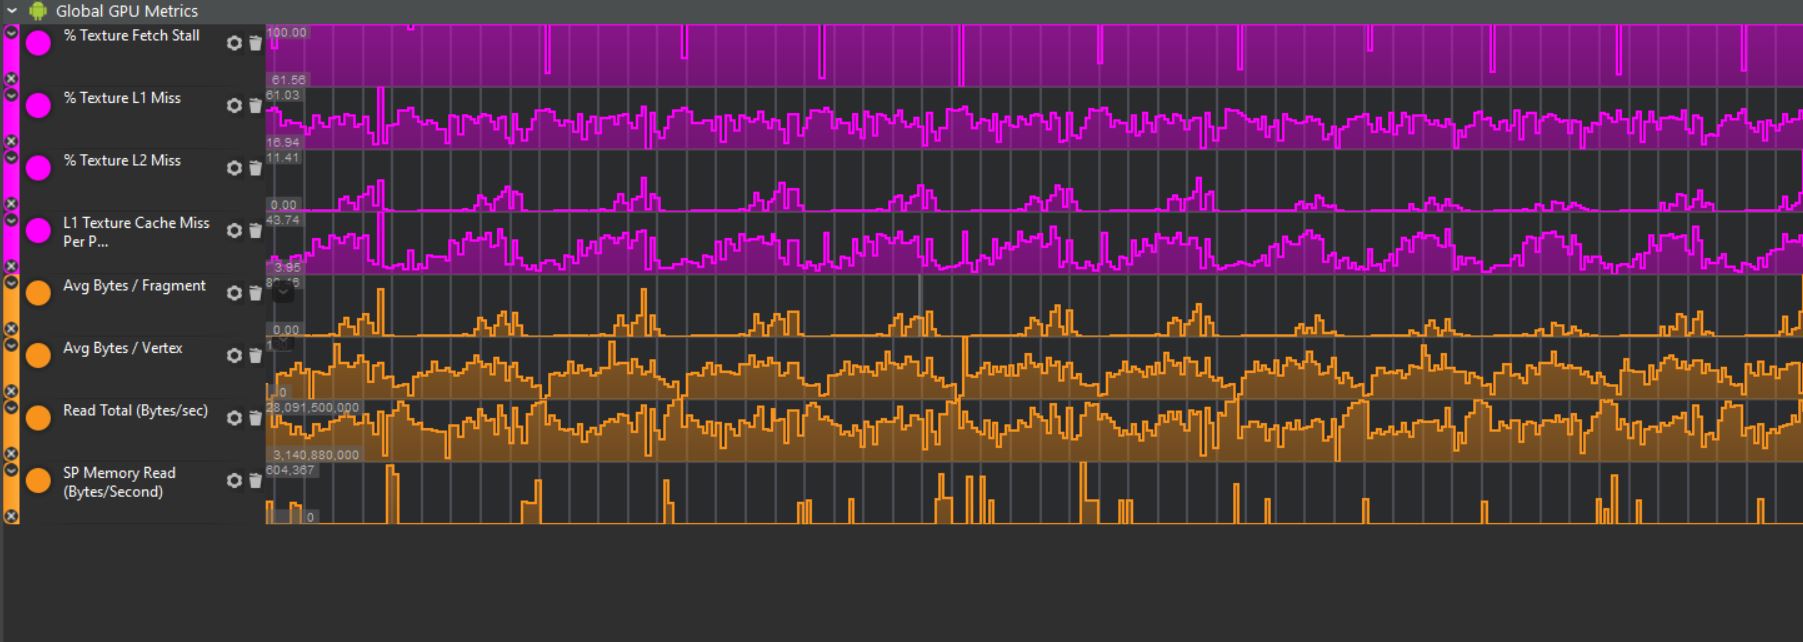 Global GPU Metrics
% Texture Fetch Stall
100.00
61.56
% Texture L1 Miss
61.03
16.94
% Texture L2 Miss
11.41
0.00
L1 Texture Cache Miss
Per P...
43.74
3.95
Avg Bytes / Fragment
0.00
Avg Bytes / Vertex
0
Read Total (Bytes/sec)
28,091,500,000
3,140,880,000
SP Memory Read
(Bytes/Second)
604,367
0